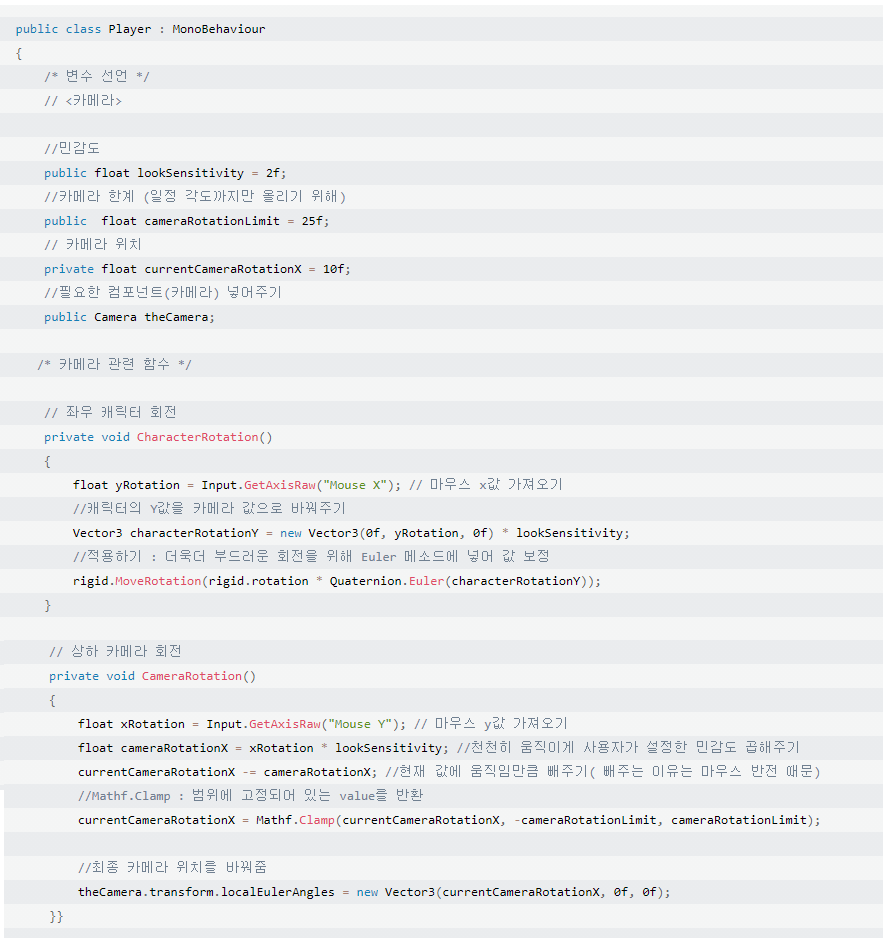 public class Player : MonoBehaviour
{
/* 변수 선언 */
// <카메라>
//민감도
public float lookSensitivity = 2f;
//카메라 한계 (일정 각도까지만 올리기 위해)
public  float cameraRotationLimit = 25f;
// 카메라 위치
private float currentCameraRotationX = 10f;
//필요한 컴포넌트(카메라) 넣어주기
public Camera theCamera;
/* 카메라 관련 함수 */
// 좌우 캐릭터 회전
private void CharacterRotation()
{
float yRotation = Input.GetAxisRaw("Mouse X"); // 마우스 x값 가져오기
//캐릭터의 Y값을 카메라 값으로 바꿔주기
Vector3 characterRotationY = new Vector3(0f, yRotation, 0f) * lookSensitivity;
//적용하기 : 더욱더 부드러운 회전을 위해 Euler 메소드에 넣어 값 보정
rigid.MoveRotation(rigid.rotation * Quaternion.Euler(characterRotationY));
}
// 상하 카메라 회전
private void CameraRotation()
{
float xRotation = Input.GetAxisRaw("Mouse Y"); // 마우스 y값 가져오기
float cameraRotationX = xRotation * lookSensitivity; //천천히 움직이게 사용자가 설정한 민감도 곱해주기
currentCameraRotationX -= cameraRotationX; //현재 값에 움직임만큼 빼주기( 빼주는 이유는 마우스 반전 때문)
//Mathf.Clamp : 범위에 고정되어 있는 value를 반환
currentCameraRotationX = Mathf.Clamp(currentCameraRotationX, -cameraRotationLimit, cameraRotationLimit);
//최종 카메라 위치를 바꿔줌
theCamera.transform.localEulerAngles = new Vector3(currentCameraRotationX, 0f, 0f);
}}